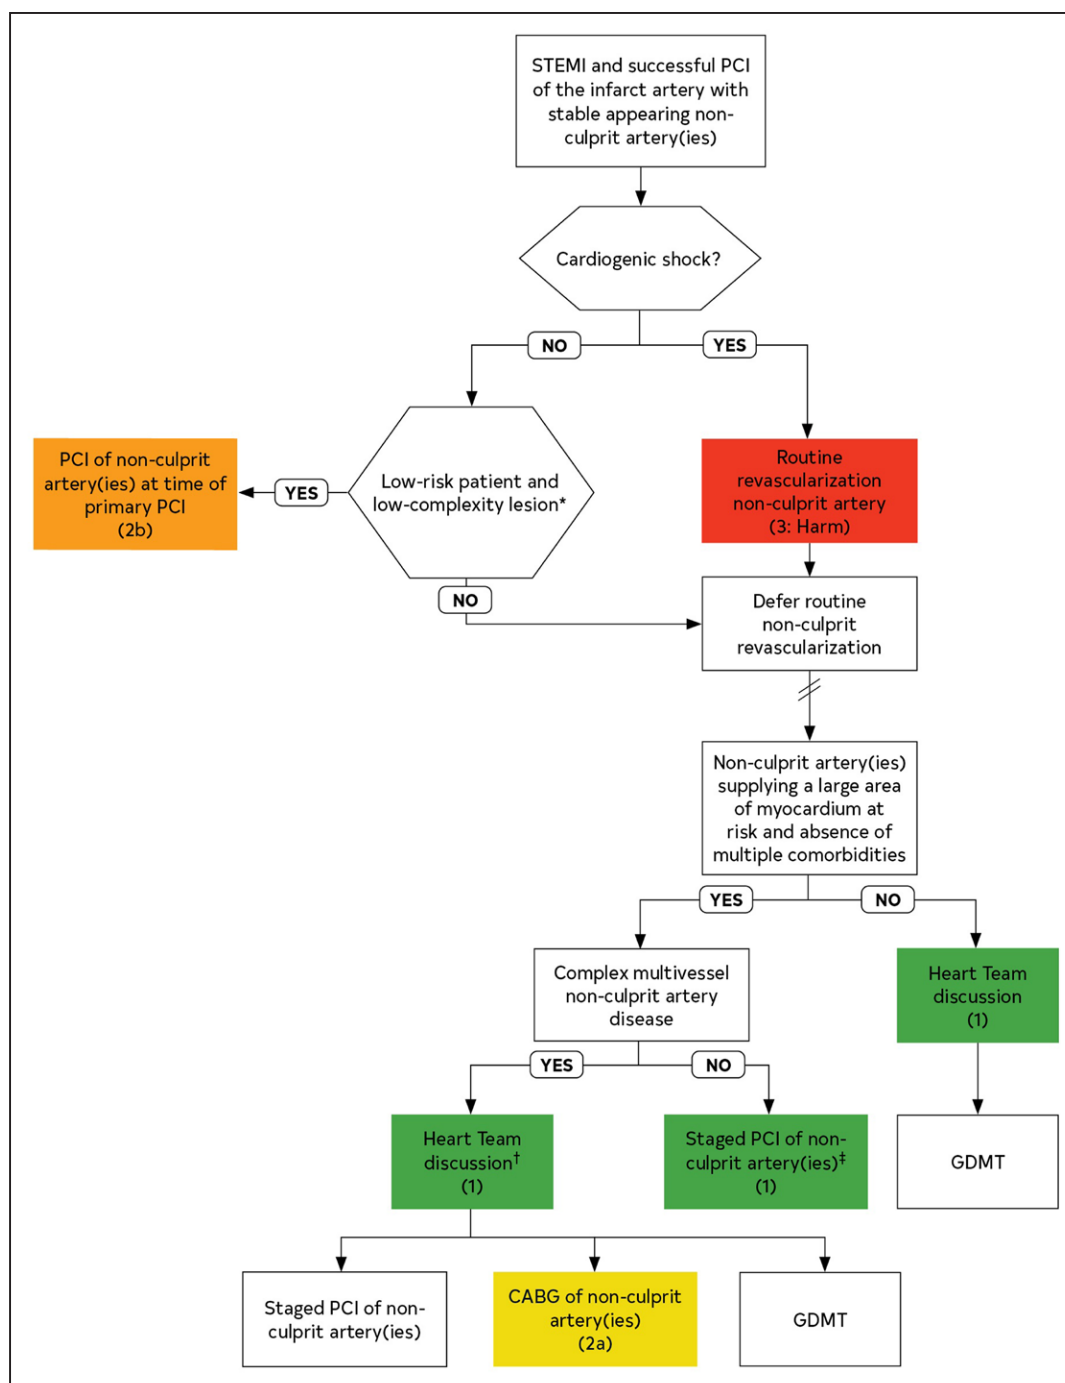 STEMI and successful PCI
of the infarct artery with
stable appearing non-
culprit artery(ies)
Cardiogenic shock?
NO
YES
PCI of non-culprit
artery(ies) at time of
primary PCI
(2b)
YES
Low-risk patient and
low-complexity lesion*
Routine
revascularization
non-culprit artery
(3: Harm)
NO
Defer routine
non-culprit
revascularization
Non-culprit artery(ies)
supplying a large area
of myocardium at
risk and absence of
multiple comorbidities
YES
NO
Complex multivessel
non-culprit artery
disease
Heart Team
discussion
(1)
YES
NO
Heart Team
discussion†
(1)
Staged PCI of non-
culprit artery(ies)‡
(1)
GDMT
Staged PCI of non-
culprit artery(ies)
CABG of non-culprit
artery(ies)
(2a)
GDMT